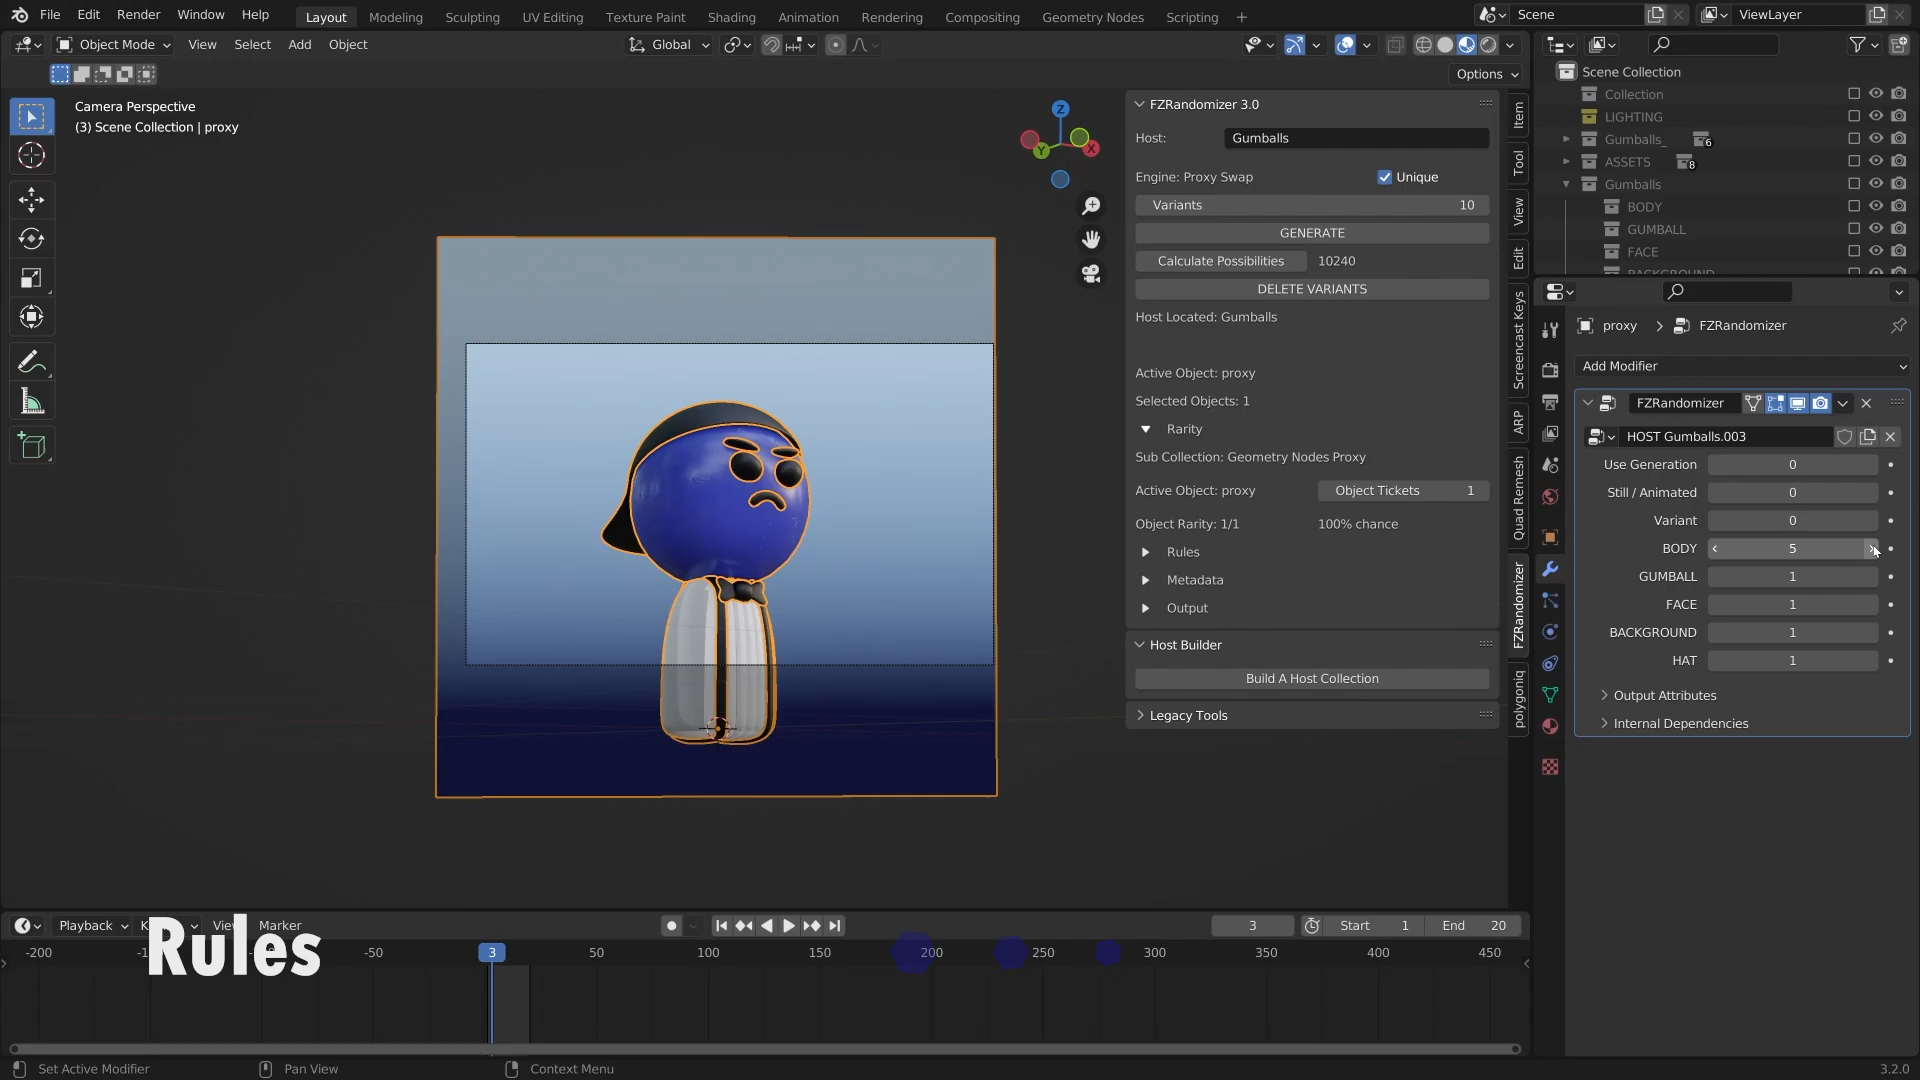 File Edit Render Window Help Layout Modeling Sculpting UV Editing Texture Paint Shading Animation Rendering Compositing Geometry Nodes Scripting + Scene ViewLayer
Object Mode View Select Add Object Global
Options
Camera Perspective
(3) Scene Collection | proxy
Z
Y
X
FZRandomizer 3.0
Host: Gumballs
Engine: Proxy Swap Unique
Variants 10
GENERATE
Calculate Possibilities 10240
DELETE VARIANTS
Host Located: Gumballs
Active Object: proxy
Selected Objects: 1
Rarity
Sub Collection: Geometry Nodes Proxy
Active Object: proxy Object Tickets 1
Object Rarity: 1/1 100% chance
Rules
Metadata
Output
Host Builder
Build A Host Collection
Legacy Tools
Item
Tool
View
Edit
Screencast Keys
ARP
Quad Remesh
FZRandomizer
polygoniq
Scene Collection
Collection
LIGHTING
Gumballs_ 6
ASSETS 8
Gumballs
BODY
GUMBALL
FACE
BACKGROUND
proxy > FZRandomizer
Add Modifier
FZRandomizer
HOST Gumballs.003
Use Generation 0
Still / Animated 0
Variant 0
BODY 5
GUMBALL 1
FACE 1
BACKGROUND 1
HAT 1
Output Attributes
Internal Dependencies
Playback Marker 3 Start 1 End 20
Rules
-200 -50 3 50 100 150 200 250 300 350 400 450
Set Active Modifier Pan View Context Menu 3.2.0